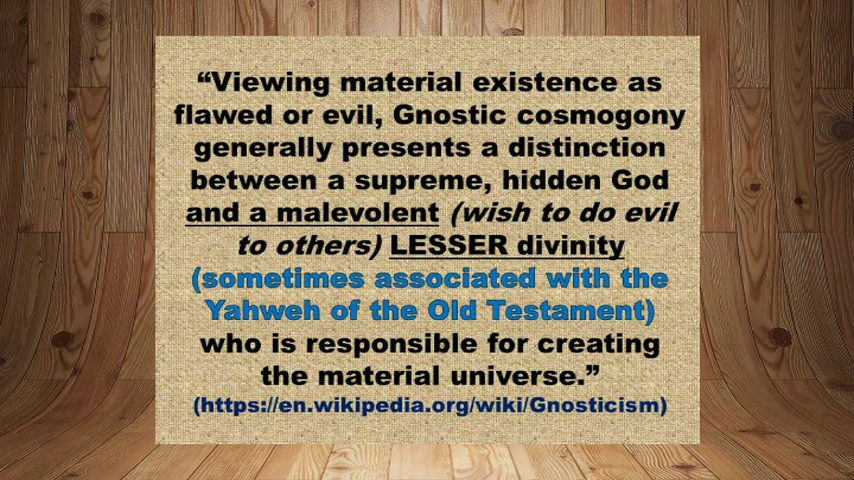 “Viewing material existence as
flawed or evil, Gnostic cosmogony
generally presents a distinction
between a supreme, hidden God
and a malevolent (wish to do evil
to others) LESSER divinity
(sometimes associated with the
Yahweh of the Old Testament)
who is responsible for creating
the material universe.”
(https://en.wikipedia.org/wiki/Gnosticism)